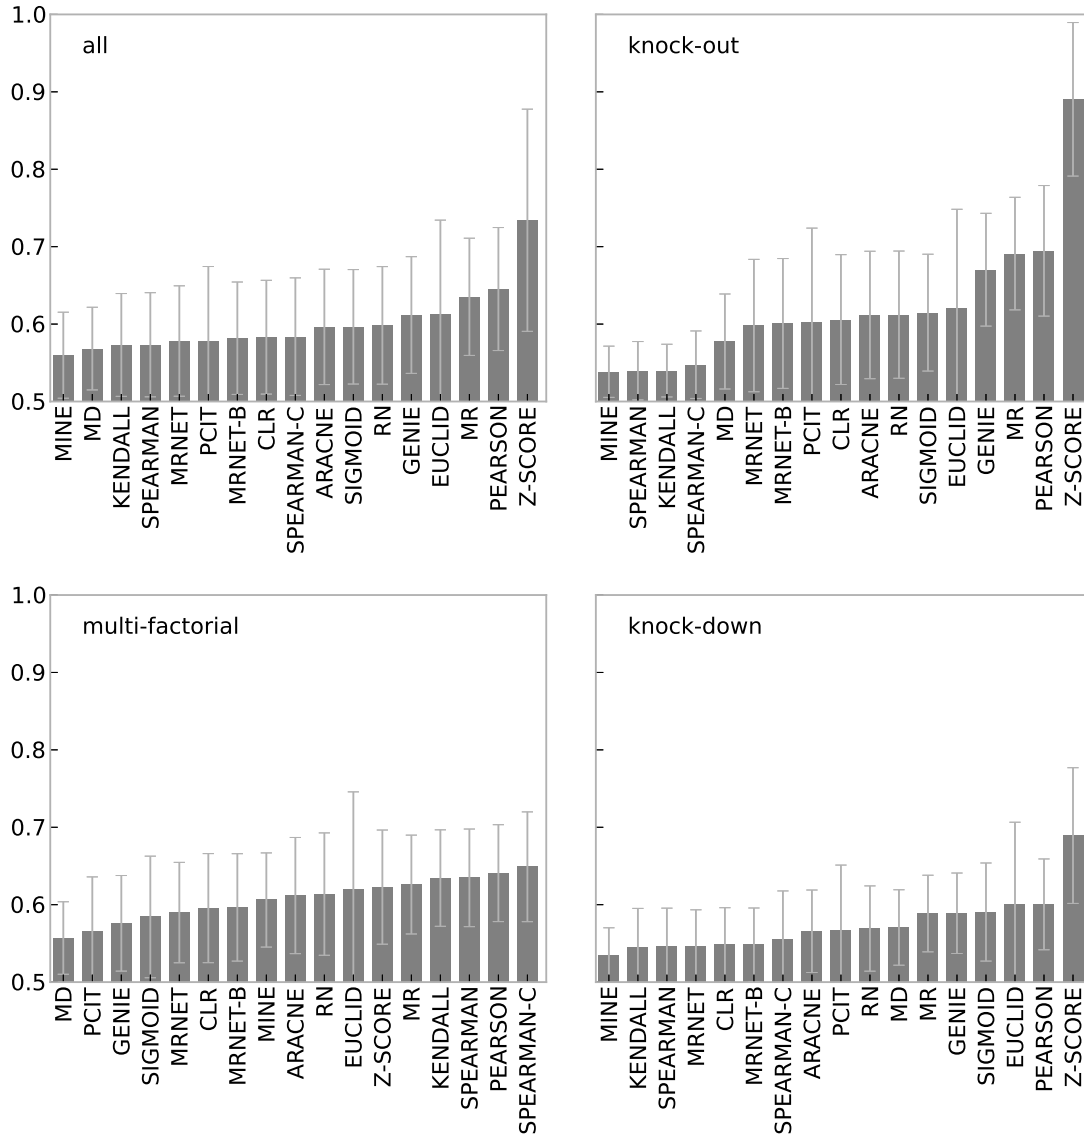 all
1.0
0.9
0.8
0.7
0.6
0.5
MINE
MD
KENDALL
SPEARMAN
MRNET
PCIT
MRNET-B
CLR
SPEARMAN-C
ARACNE
SIGMOID
RN
GENIE
EUCLID
MR
PEARSON
Z-SCORE
knock-out
MINE
SPEARMAN
KENDALL
SPEARMAN-C
MD
MRNET
MRNET-B
PCIT
CLR
ARACNE
RN
SIGMOID
EUCLID
GENIE
MR
PEARSON
Z-SCORE
multi-factorial
1.0
0.9
0.8
0.7
0.6
0.5
MD
PCIT
GENIE
SIGMOID
MRNET
CLR
MRNET-B
MINE
ARACNE
RN
EUCLID
Z-SCORE
MR
KENDALL
SPEARMAN
PEARSON
SPEARMAN-C
knock-down
MINE
KENDALL
SPEARMAN
MRNET
CLR
MRNET-B
SPEARMAN-C
ARACNE
PCIT
RN
MD
MR
GENIE
SIGMOID
EUCLID
PEARSON
Z-SCORE